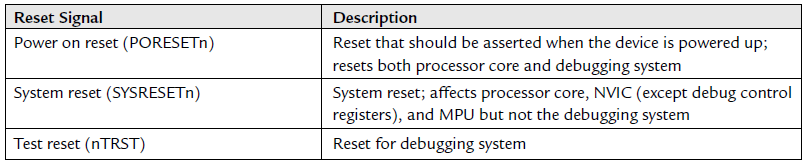 Reset Signal Description
Power on reset (PORESETn) Reset that should be asserted when the device is powered up;
resets both processor core and debugging system
System reset (SYSRESETn) System reset; affects processor core, NVIC (except debug control
registers), and MPU but not the debugging system
Test reset (nTRST) Reset for debugging system